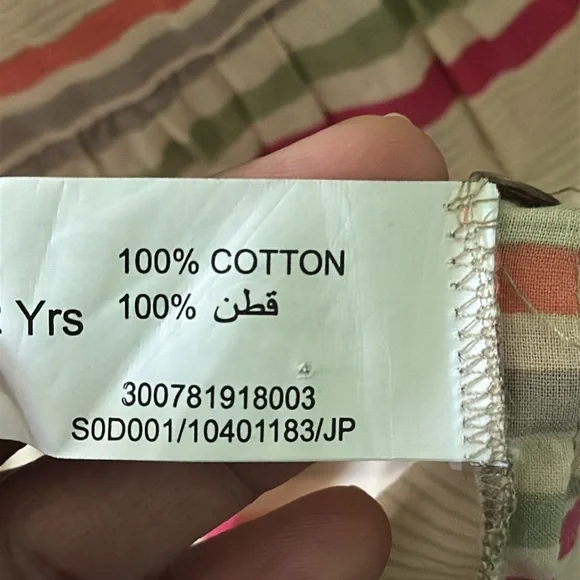 100% COTTON
100% قطن
Yrs
300781918003
S0D001/10401183/JP